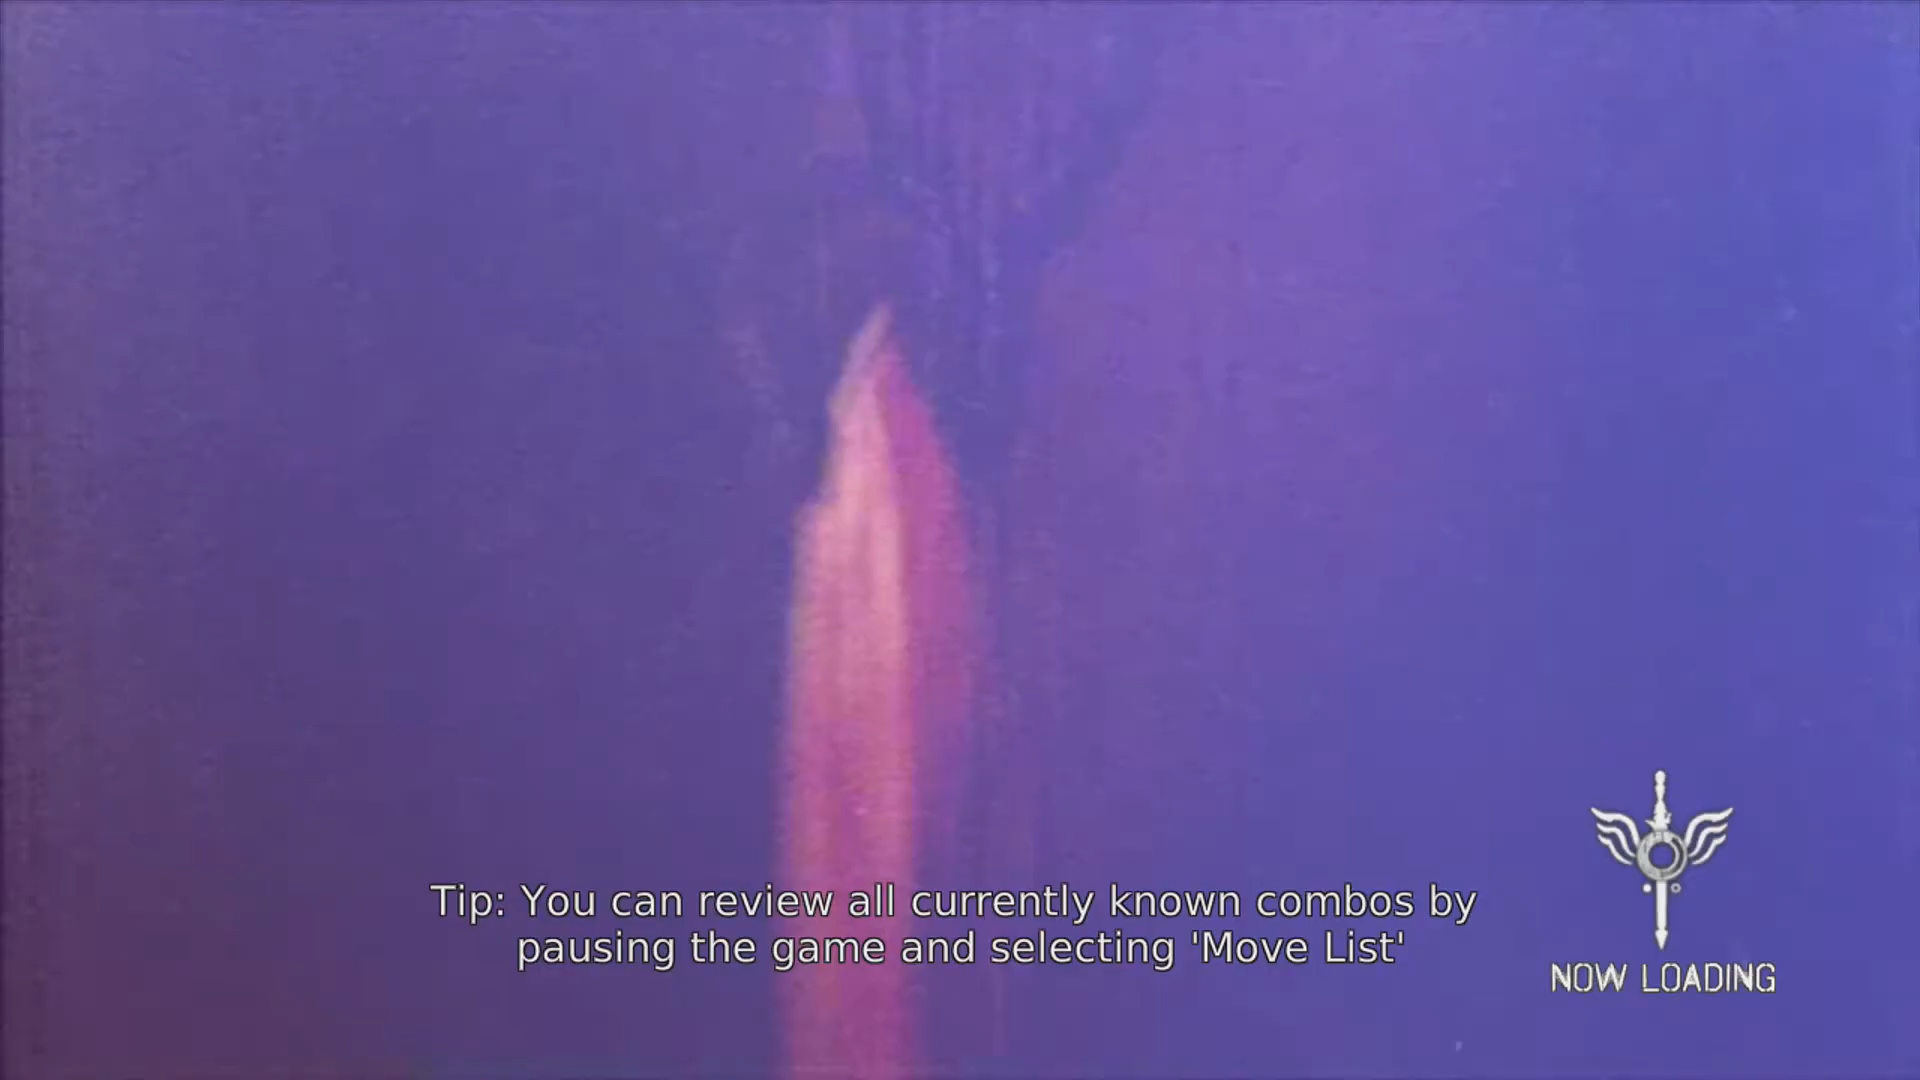 Tip: You can review all currently known combos by
pausing the game and selecting 'Move List'
NOW LOADING